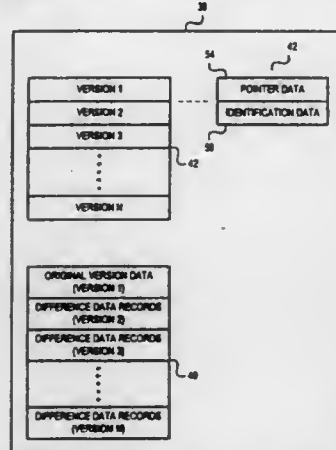 38
54
42
VERSION 1
VERSION 2
VERSION 3
VERSION N
POINTER DATA
IDENTIFICATION DATA
42
ORIGINAL VERSION DATA
(VERSION 1)
DIFFERENCE DATA RECORDS
(VERSION 2)
DIFFERENCE DATA RECORDS
(VERSION 3)
40
DIFFERENCE DATA RECORDS
(VERSION N)